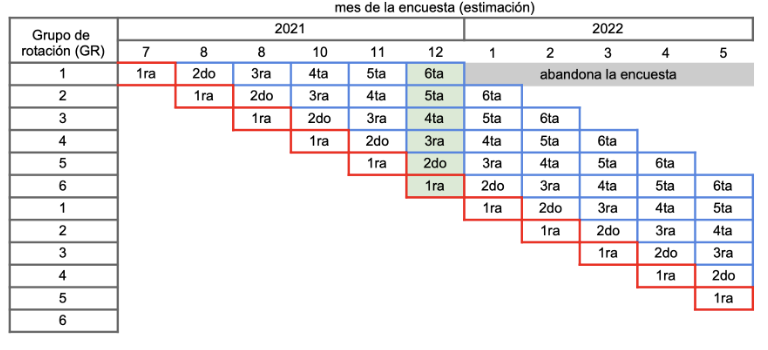 mes de la encuesta (estimación)
Grupo de rotación (GR) 2021 2022
7 8 8 10 11 12 1 2 3 4 5
1 1ra 2do 3ra 4ta 5ta 6ta abandona la encuesta
2 1ra 2do 3ra 4ta 5ta 6ta
3 1ra 2do 3ra 4ta 5ta 6ta
4 1ra 2do 3ra 4ta 5ta 6ta
5 1ra 2do 3ra 4ta 5ta 6ta
6 1ra 2do 3ra 4ta 5ta 6ta
1 1ra 2do 3ra 4ta 5ta
2 1ra 2do 3ra 4ta
3 1ra 2do 3ra
4 1ra 2do
5 1ra
6